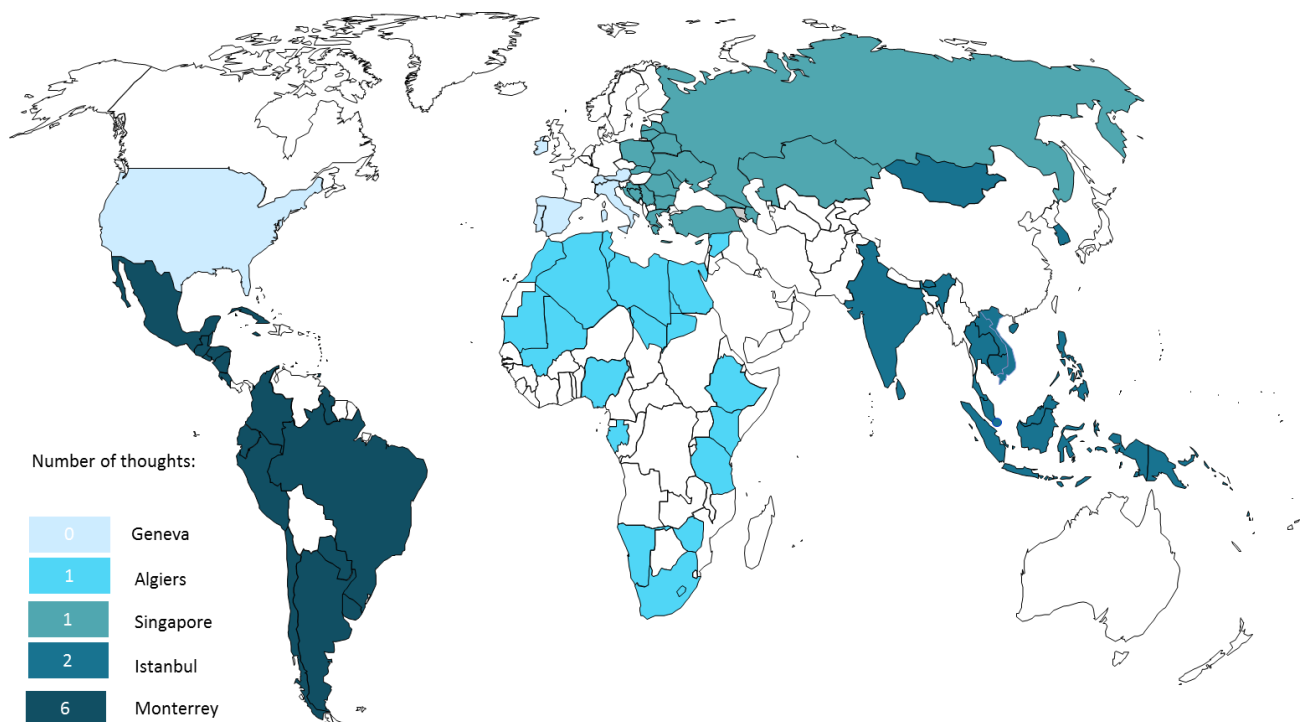 Number of thoughts:
0 Geneva
1 Algiers
1 Singapore
2 Istanbul
6 Monterrey